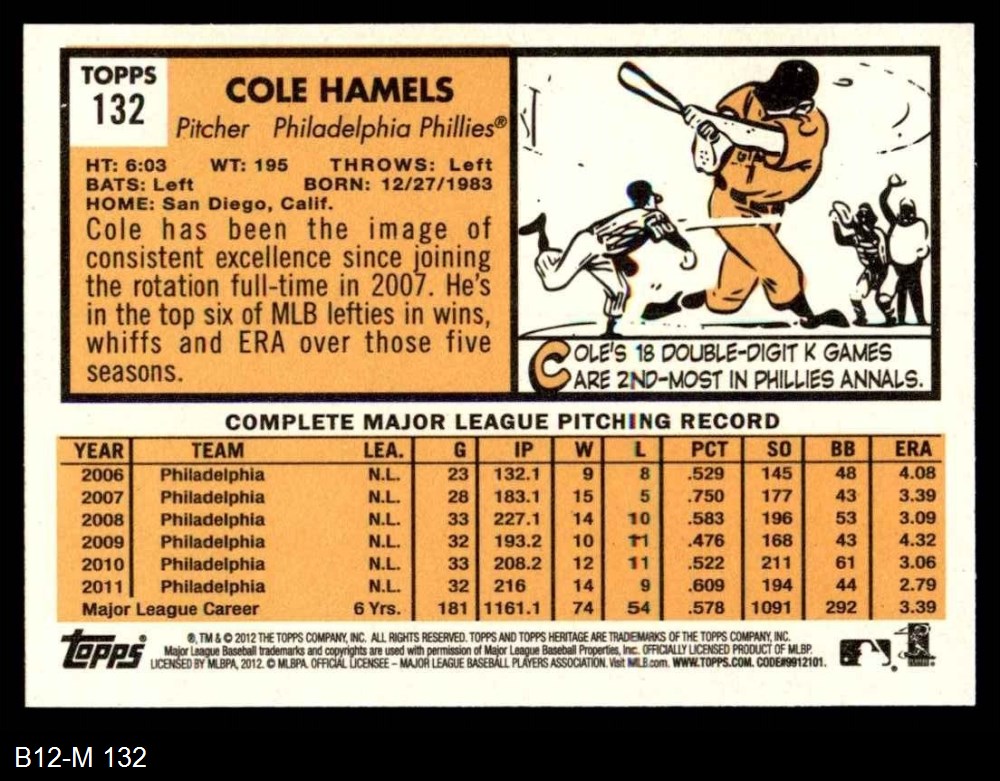 TOPPS
132
COLE HAMELS
Pitcher Philadelphia Phillies®
HT: 6:03 WT: 195 THROWS: Left
BATS: Left BORN: 12/27/1983
HOME: San Diego, Calif.
Cole has been the image of
consistent excellence since joining
the rotation full-time in 2007. He's
in the top six of MLB lefties in wins,
whiffs and ERA over those five
seasons.
COLE'S 18 DOUBLE-DIGIT K GAMES
ARE 2ND-MOST IN PHILLIES ANNALS.
COMPLETE MAJOR LEAGUE PITCHING RECORD
YEAR TEAM LEA. G IP W L PCT SO BB ERA
2006 Philadelphia N.L. 23 132.1 9 8 .529 145 48 4.08
2007 Philadelphia N.L. 28 183.1 15 5 .750 177 43 3.39
2008 Philadelphia N.L. 33 227.1 14 10 .583 196 53 3.09
2009 Philadelphia N.L. 32 193.2 10 11 .476 168 43 4.32
2010 Philadelphia N.L. 33 208.2 12 11 .522 211 61 3.06
2011 Philadelphia N.L. 32 216 14 9 .609 194 44 2.79
Major League Career 6 Yrs. 181 1161.1 74 54 .578 1091 292 3.39
Topps
®, TM & © 2012 THE TOPPS COMPANY, INC. ALL RIGHTS RESERVED. TOPPS AND TOPPS HERITAGE ARE TRADEMARKS OF THE TOPPS COMPANY, INC.
Major League Baseball trademarks and copyrights are used with permission of Major League Baseball Properties, Inc. OFFICIALLY LICENSED PRODUCT OF MLBP.
LICENSED BY MLBPA, 2012. © MLBPA. OFFICIAL LICENSEE – MAJOR LEAGUE BASEBALL PLAYERS ASSOCIATION. Visit MLB.com. WWW.TOPPS.COM. CODE#9912101.
B12-M 132